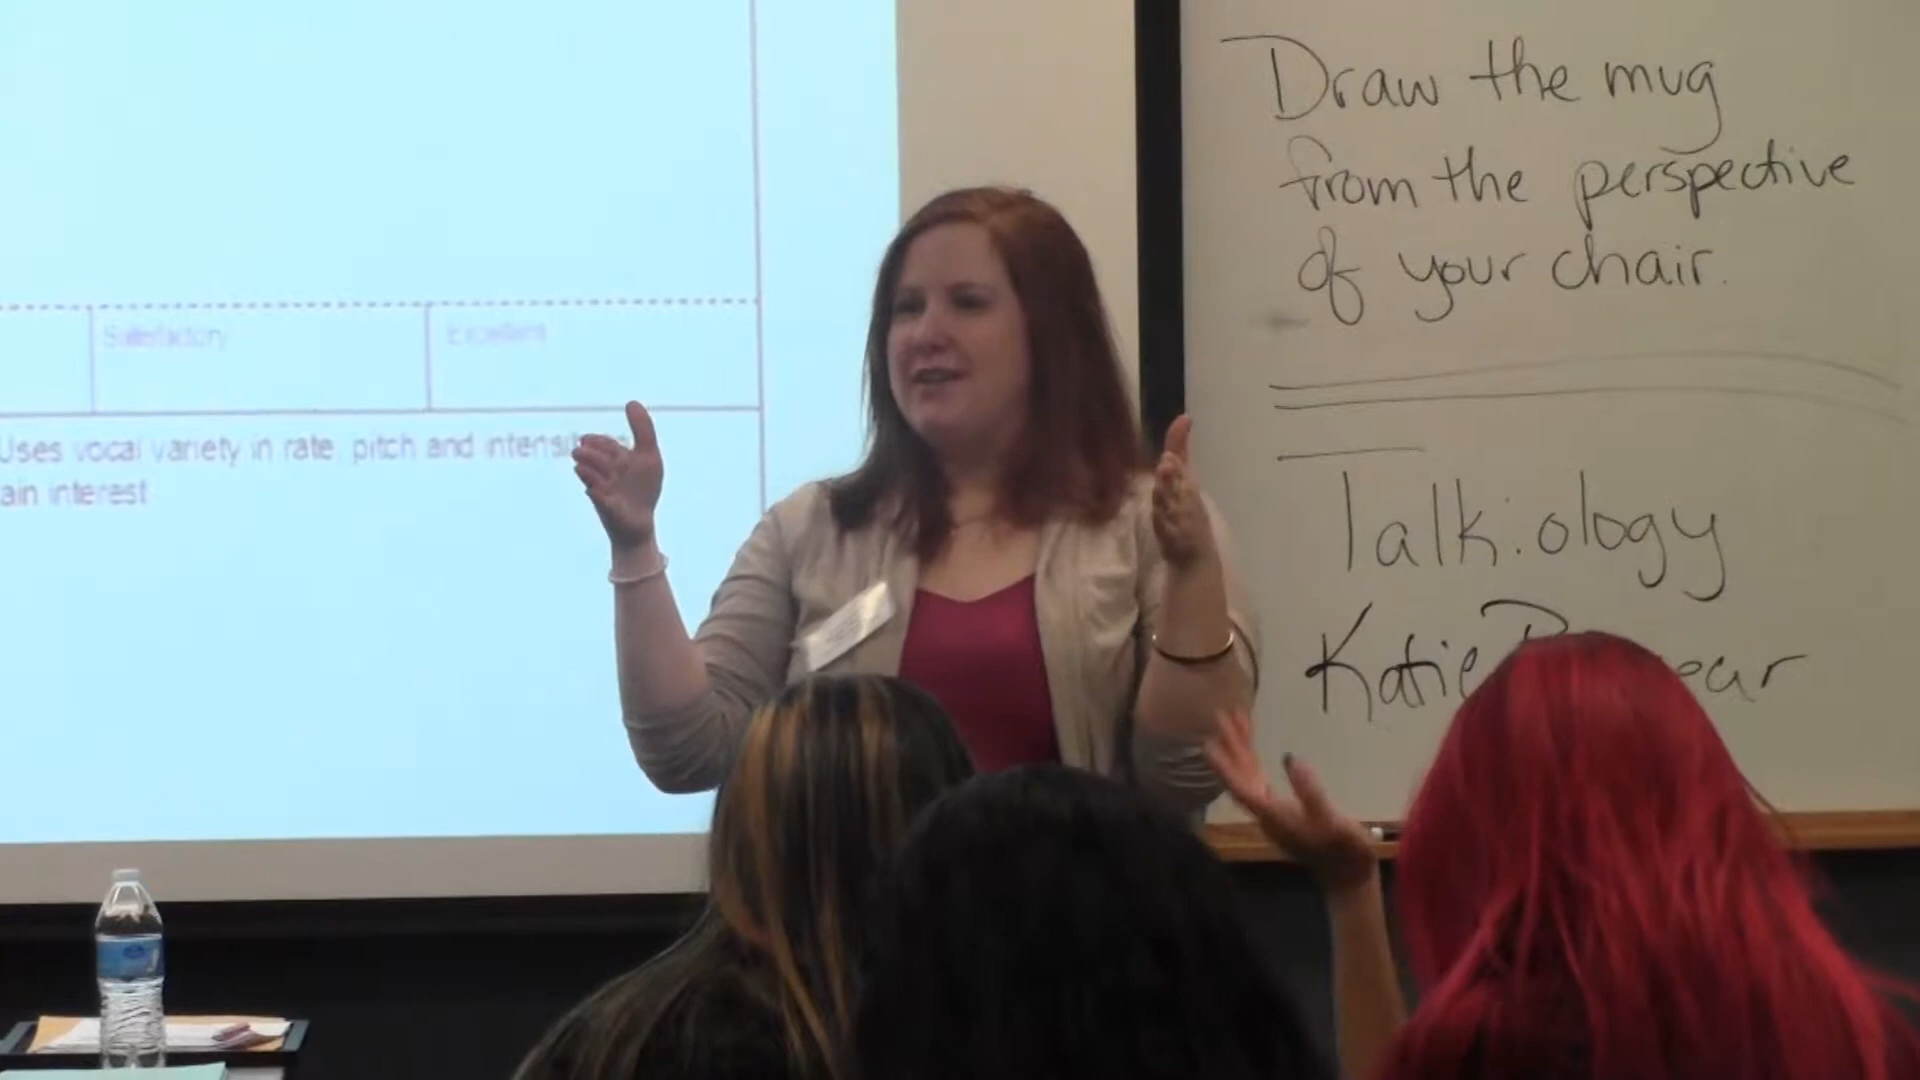 Satisfactory
Excellent
Uses vocal variety in rate, pitch and
ain interest
Draw the mug
from the perspective
of your chair.
Talk:ology
Katie